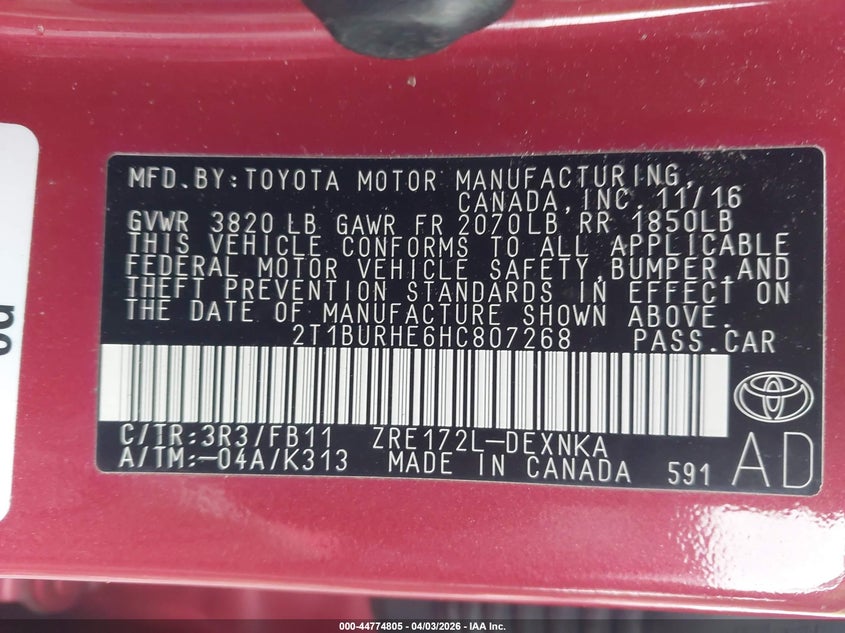 MFD.BY:TOYOTA MOTOR MANUFACTURING,
CANADA, INC. 11/16
GVWR 3820 LB GAWR FR 2070LB RR 1850LB
THIS VEHICLE CONFORMS TO ALL APPLICABLE
FEDERAL MOTOR VEHICLE SAFETY,BUMPER,AND
THEFT PREVENTION STANDARDS IN EFFECT ON
THE DATE OF MANUFACTURE SHOWN ABOVE.
2T1BURHE6HC807268 PASS.CAR
C/TR:3R3/FB11 ZRE172L-DEXNKA
A/TM:-04A/K313 MADE IN CANADA 591 AD
000-44774805 - 04/03/2026 - IAA Inc.